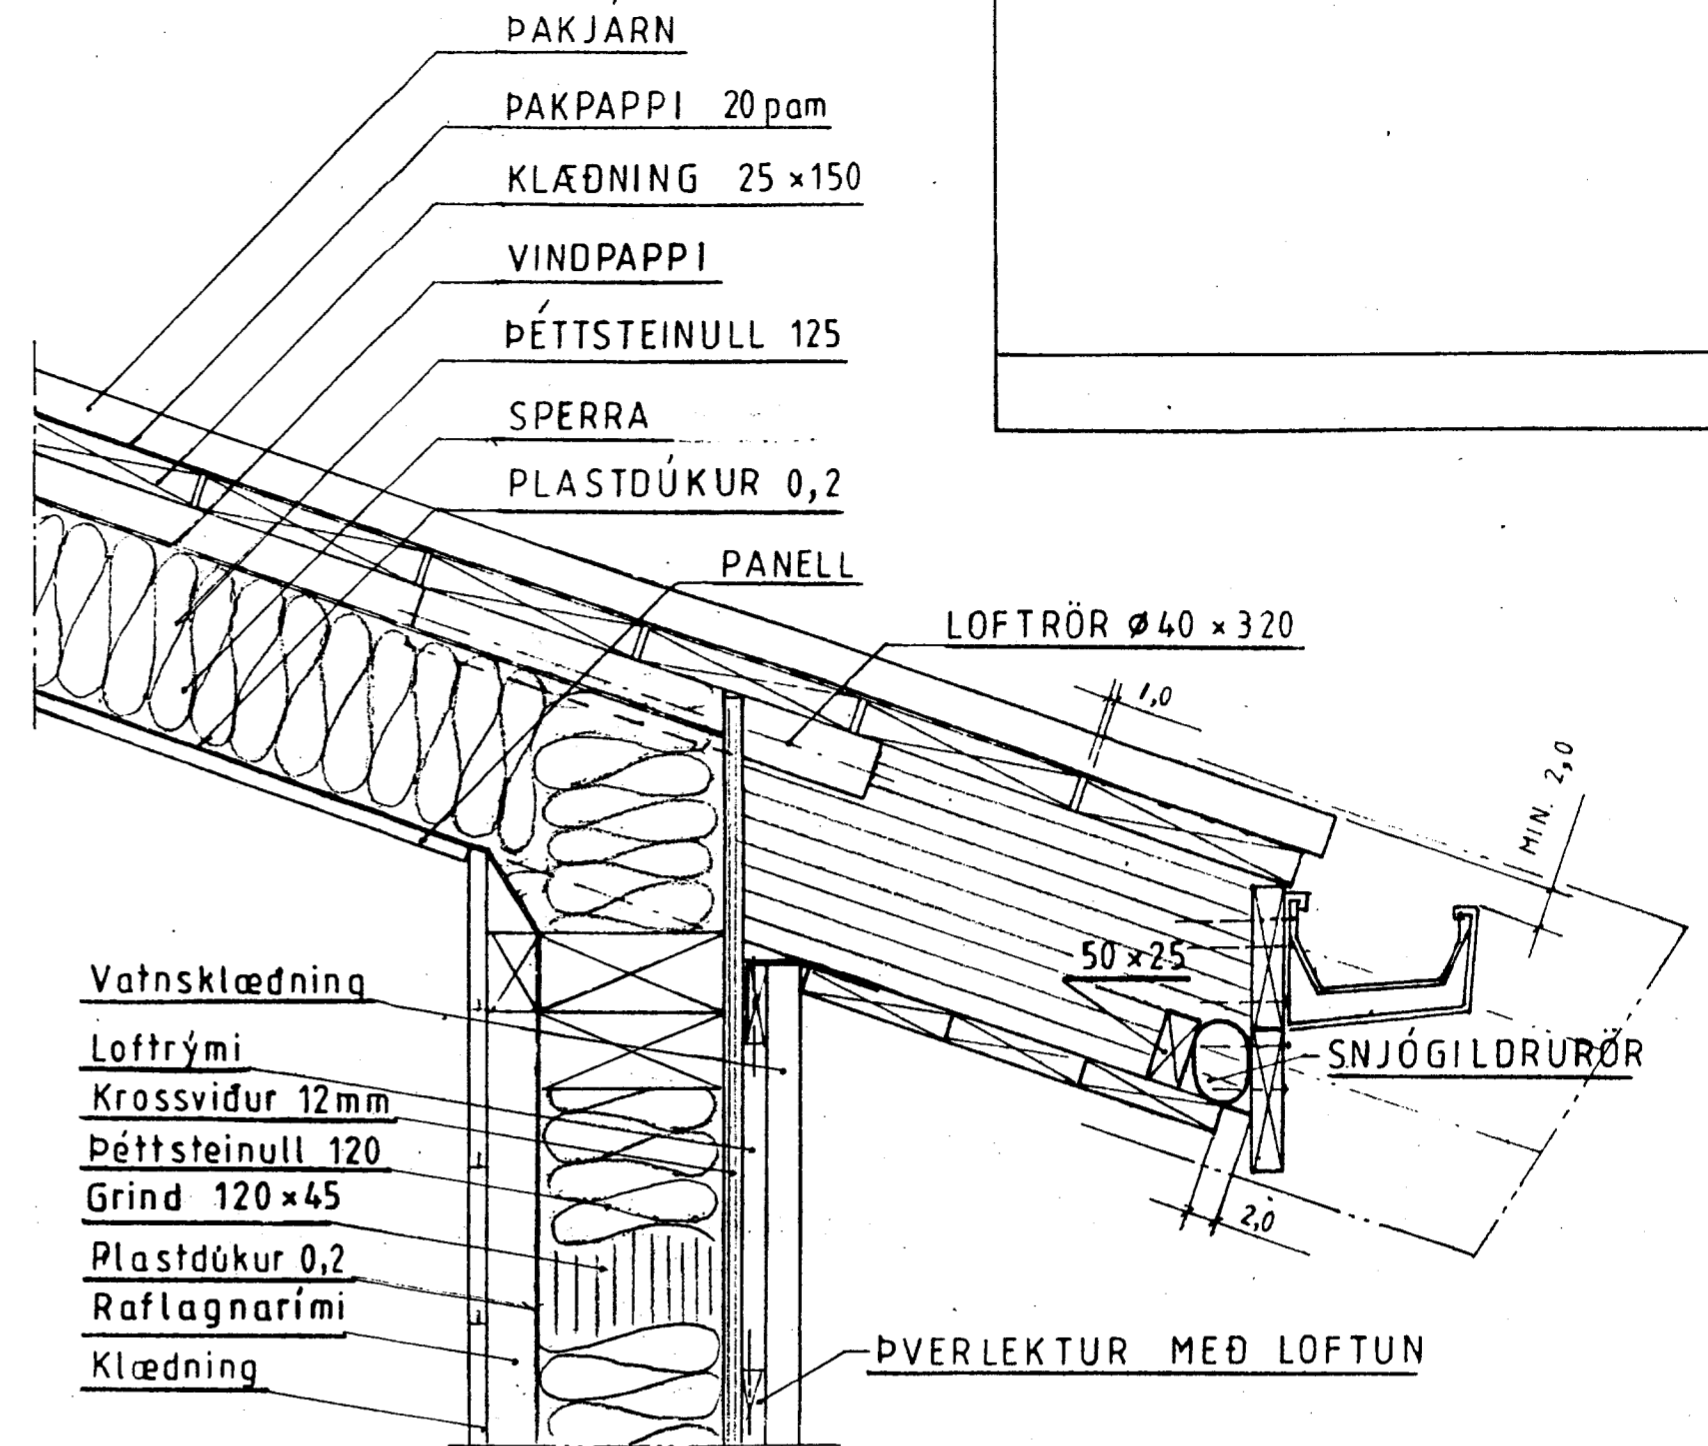 ÞAKJÁRN
ÞAKPAPPI 20 pam
KLÆÐNING 25 × 150
VINDPAPPI
ÞÉTTSTEINULL 125
SPERRA
PLASTDÚKUR 0,2
PANELL
LOFTRÖR Ø 40 × 320
1,0
MIN. 2,0
50 × 25
SNJÓGILDRURÖR
2,0
Vatnsklæðning
Loftrými
Krossviður 12mm
Þéttsteinull 120
Grind 120 × 45
Plastdúkur 0,2
Raflagnarími
Klædning
ÞVERLEKTUR MEÐ LOFTUN